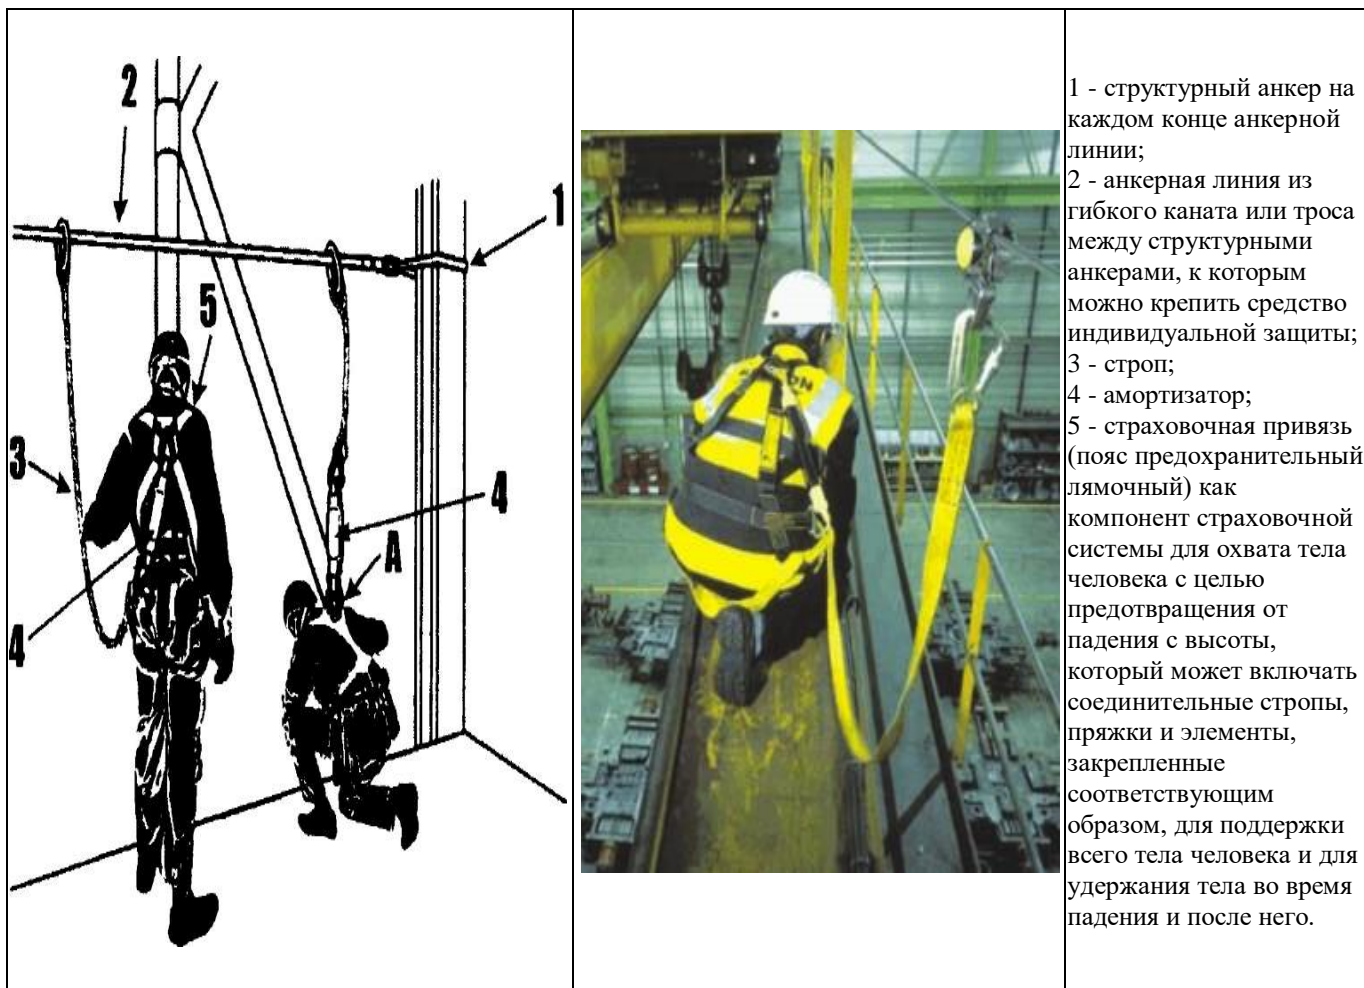 2
1
5
3
4
A
4
1 - структурный анкер на
каждом конце анкерной
линии;
2 - анкерная линия из
гибкого каната или троса
между структурными
анкерами, к которым
можно крепить средство
индивидуальной защиты;
3 - строп;
4 - амортизатор;
5 - страховочная привязь
(пояс предохранительный
лямочный) как
компонент страховочной
системы для охвата тела
человека с целью
предотвращения от
падения с высоты,
который может включать
соединительные стропы,
пряжки и элементы,
закрепленные
соответствующим
образом, для поддержки
всего тела человека и для
удержания тела во время
падения и после него.